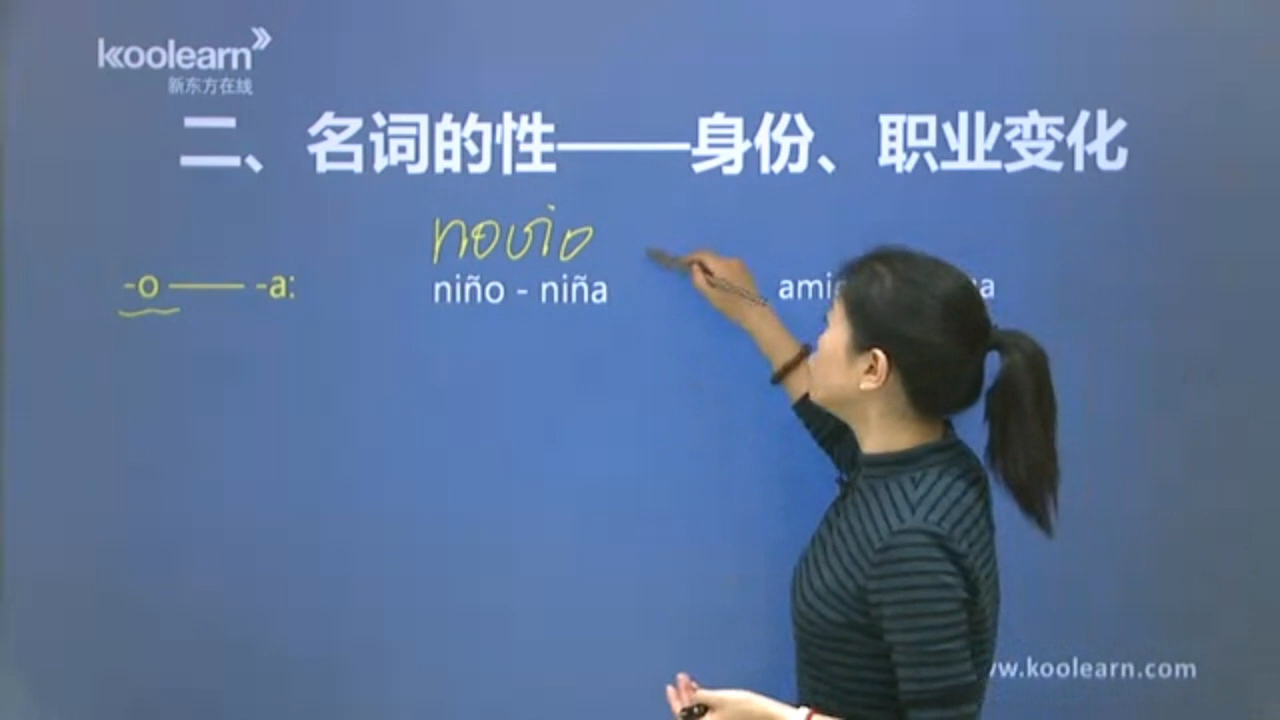 koolearn
新东方在线
二、名词的性——身份、职业变化
novio
-o —— -a:
niño - niña
www.koolearn.com